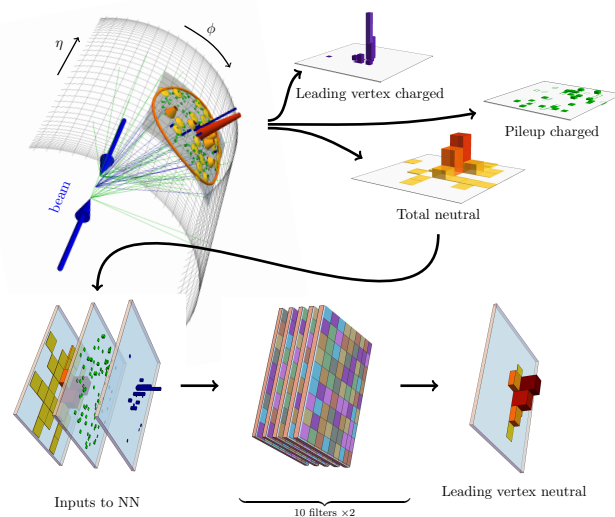 η
ϕ
Leading vertex charged
Pileup charged
Total neutral
beam
Inputs to NN
10 filters ×2
Leading vertex neutral